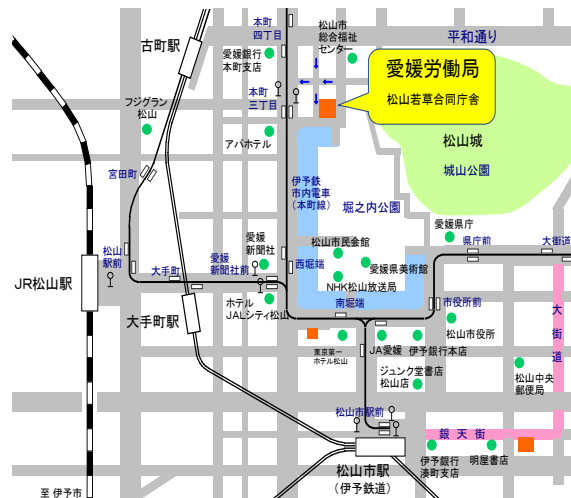 本町
四丁目
松山市
総合福祉
センター
平和通り
古町駅
愛媛銀行
本町支店
愛媛労働局
松山若草合同庁舎
フジグラン
松山
本町
三丁目
アパホテル
松山城
城山公園
宮田町
伊予鉄
市内電車
(本町線)
堀之内公園
愛媛県庁
松山
駅前
愛媛
新聞社
松山市民会館
県庁前
大街道
JR松山駅
大手町
愛媛
新聞社前
西堀端
愛媛県美術館
NHK松山放送局
大手町駅
ホテル
JALシティ松山
南堀端
市役所前
大街道
東京第一
ホテル松山
JA愛媛
伊予銀行本店
松山市役所
ジュンク堂書店
松山店
松山中央
郵便局
松山市駅前
銀天街
松山市駅
(伊予鉄道)
伊予銀行
湊町支店
明屋書店
至 伊予市